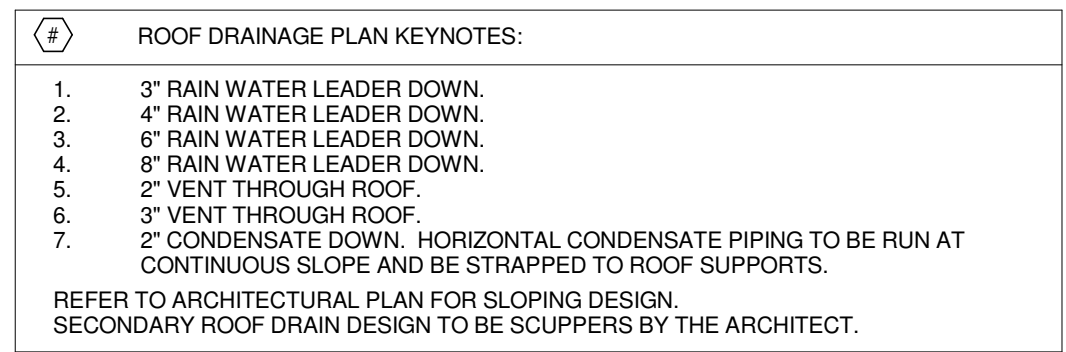 # ROOF DRAINAGE PLAN KEYNOTES:
1. 3" RAIN WATER LEADER DOWN.
2. 4" RAIN WATER LEADER DOWN.
3. 6" RAIN WATER LEADER DOWN.
4. 8" RAIN WATER LEADER DOWN.
5. 2" VENT THROUGH ROOF.
6. 3" VENT THROUGH ROOF.
7. 2" CONDENSATE DOWN. HORIZONTAL CONDENSATE PIPING TO BE RUN AT
CONTINUOUS SLOPE AND BE STRAPPED TO ROOF SUPPORTS.
REFER TO ARCHITECTURAL PLAN FOR SLOPING DESIGN.
SECONDARY ROOF DRAIN DESIGN TO BE SCUPPERS BY THE ARCHITECT.